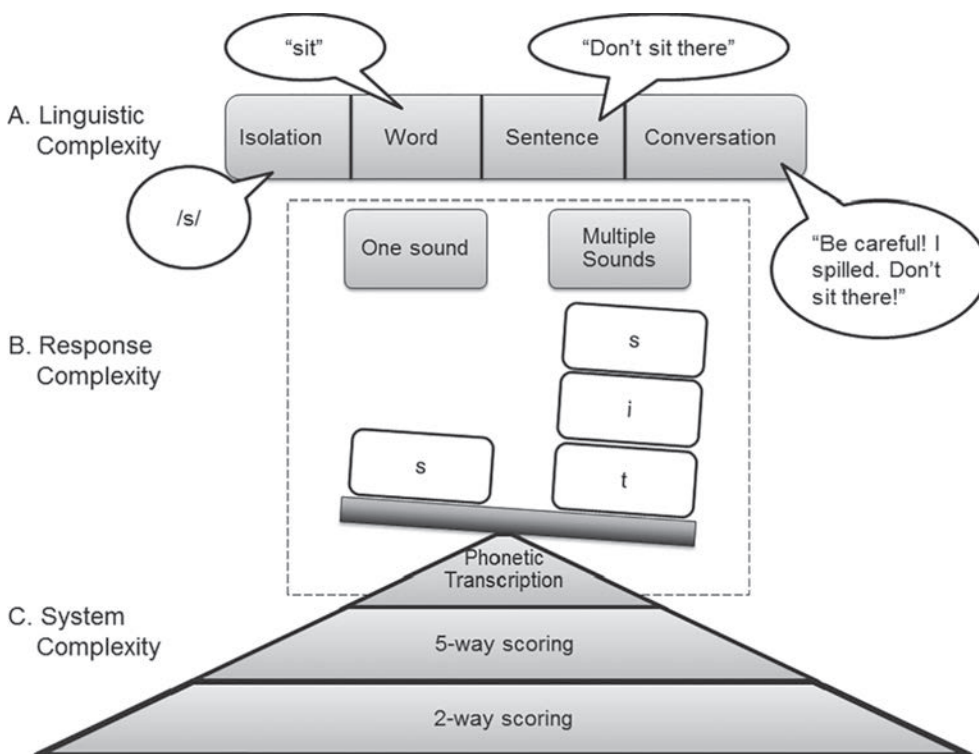 “sit”
“Don’t sit there”
A. Linguistic
Complexity
Isolation
Word
Sentence
Conversation
/s/
“Be careful! I
spilled. Don’t
sit there!”
One sound
Multiple
Sounds
B. Response
Complexity
s
i
t
s
Phonetic
Transcription
C. System
Complexity
5-way scoring
2-way scoring